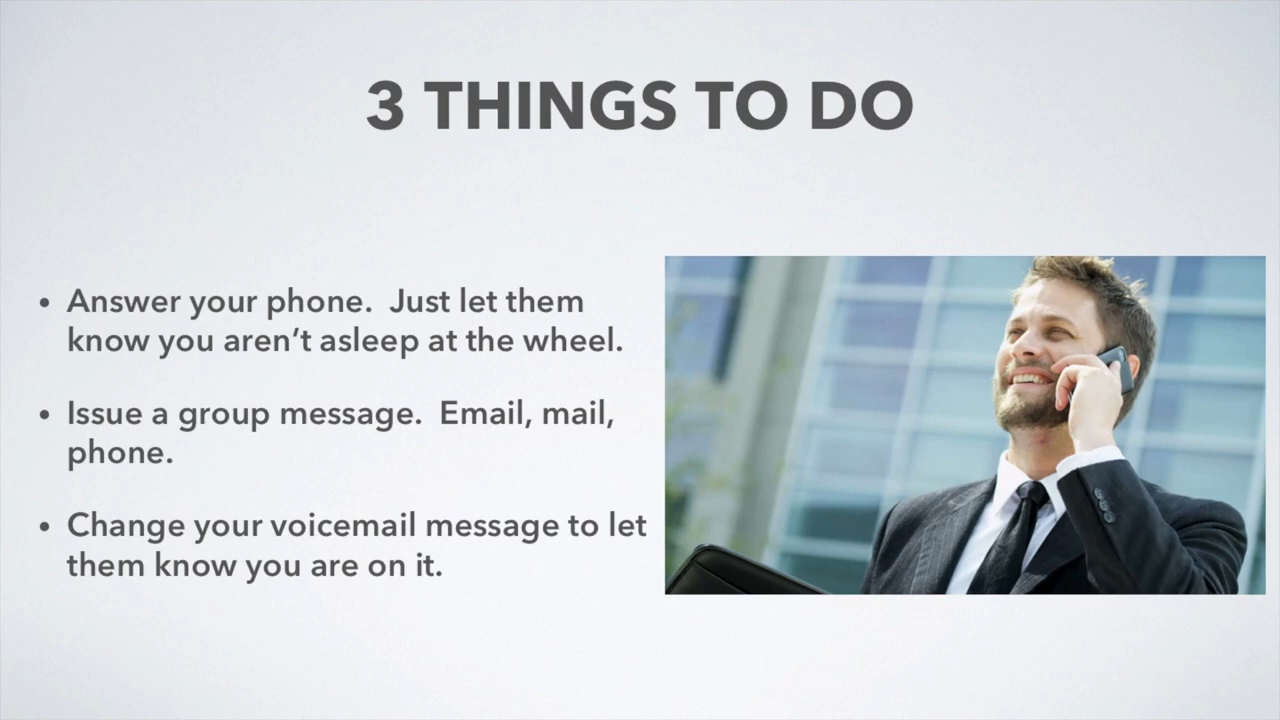 3 THINGS TO DO
• Answer your phone.  Just let them
know you aren’t asleep at the wheel.
• Issue a group message.  Email, mail,
phone.
• Change your voicemail message to let
them know you are on it.